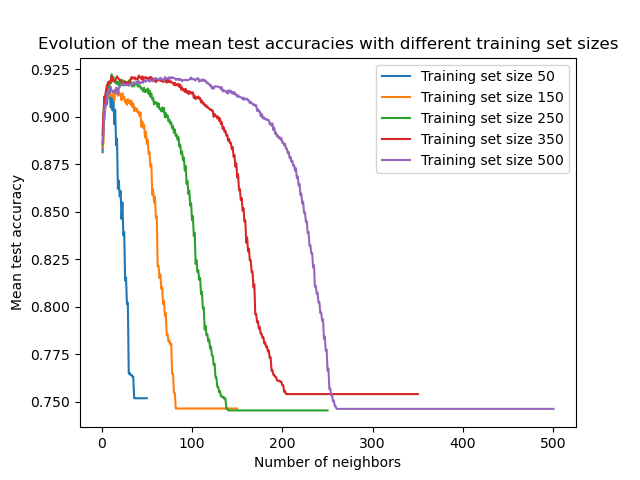 Evolution of the mean test accuracies with different training set sizes
0.925
0.900
0.875
0.850
0.825
0.800
0.775
0.750
Mean test accuracy
Training set size 50
Training set size 150
Training set size 250
Training set size 350
Training set size 500
0 100 200 300 400 500
Number of neighbors